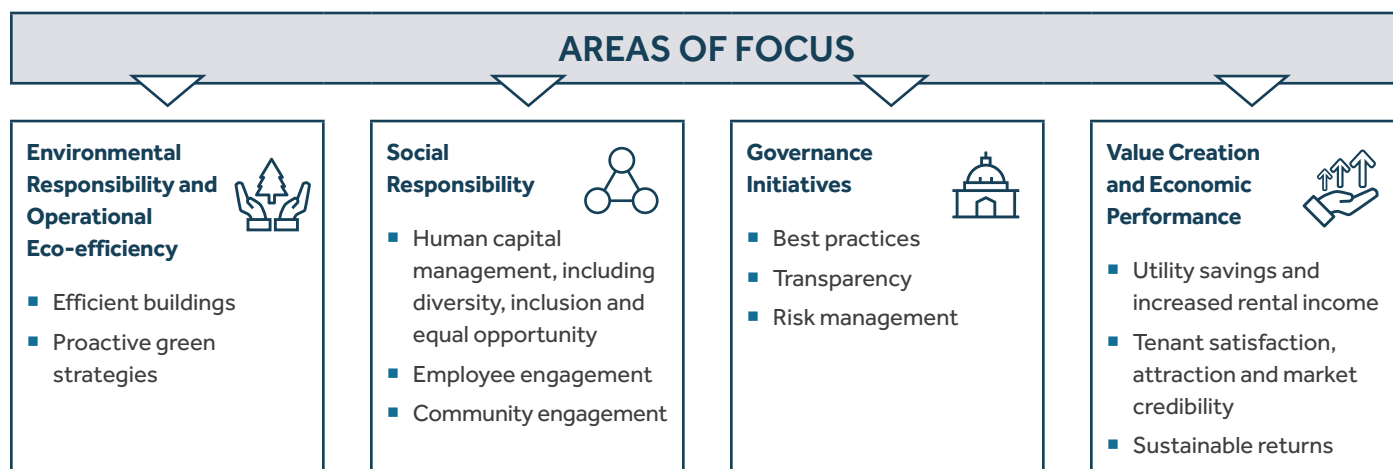 AREAS OF FOCUS
Environmental
Responsibility and
Operational
Eco-efficiency
Efficient buildings
Proactive green
strategies
Social
Responsibility
Human capital
management, including
diversity, inclusion and
equal opportunity
Employee engagement
Community engagement
Governance
Initiatives
Best practices
Transparency
Risk management
Value Creation
and Economic
Performance
Utility savings and
increased rental income
Tenant satisfaction,
attraction and market
credibility
Sustainable returns